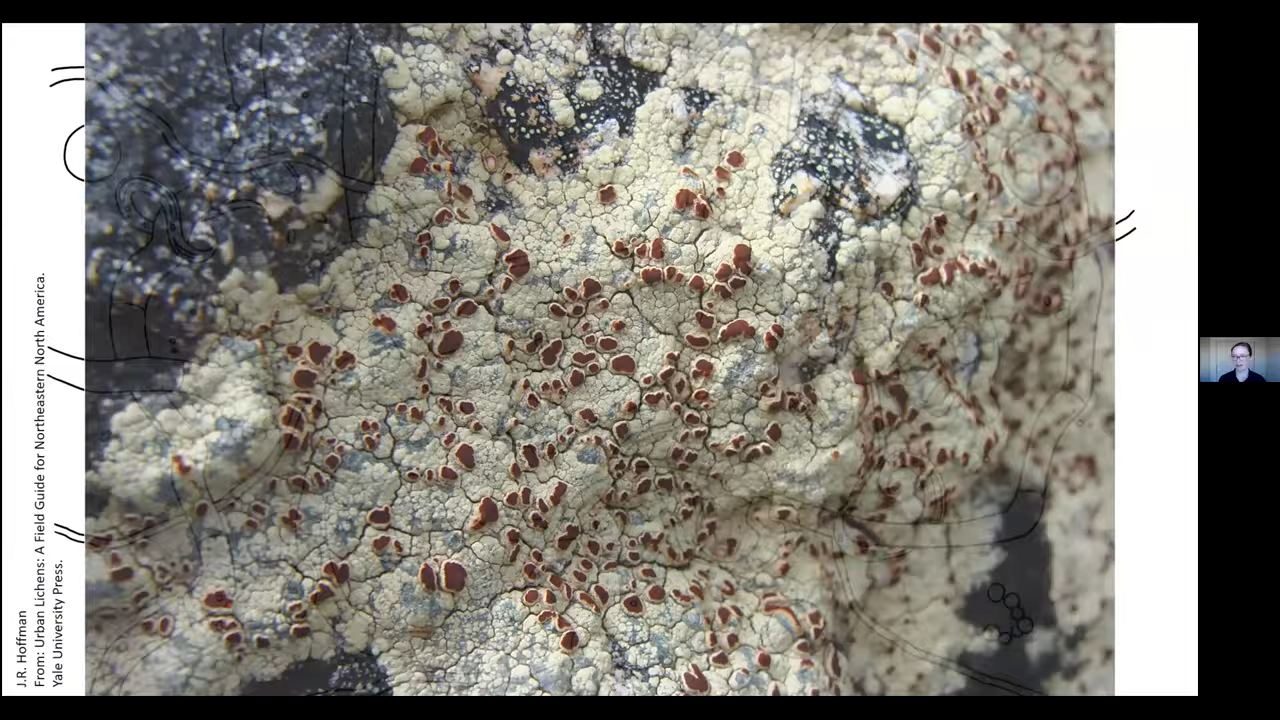 J.R. Hoffman
From: Urban Lichens: A Field Guide for Northeastern North America.
Yale University Press.